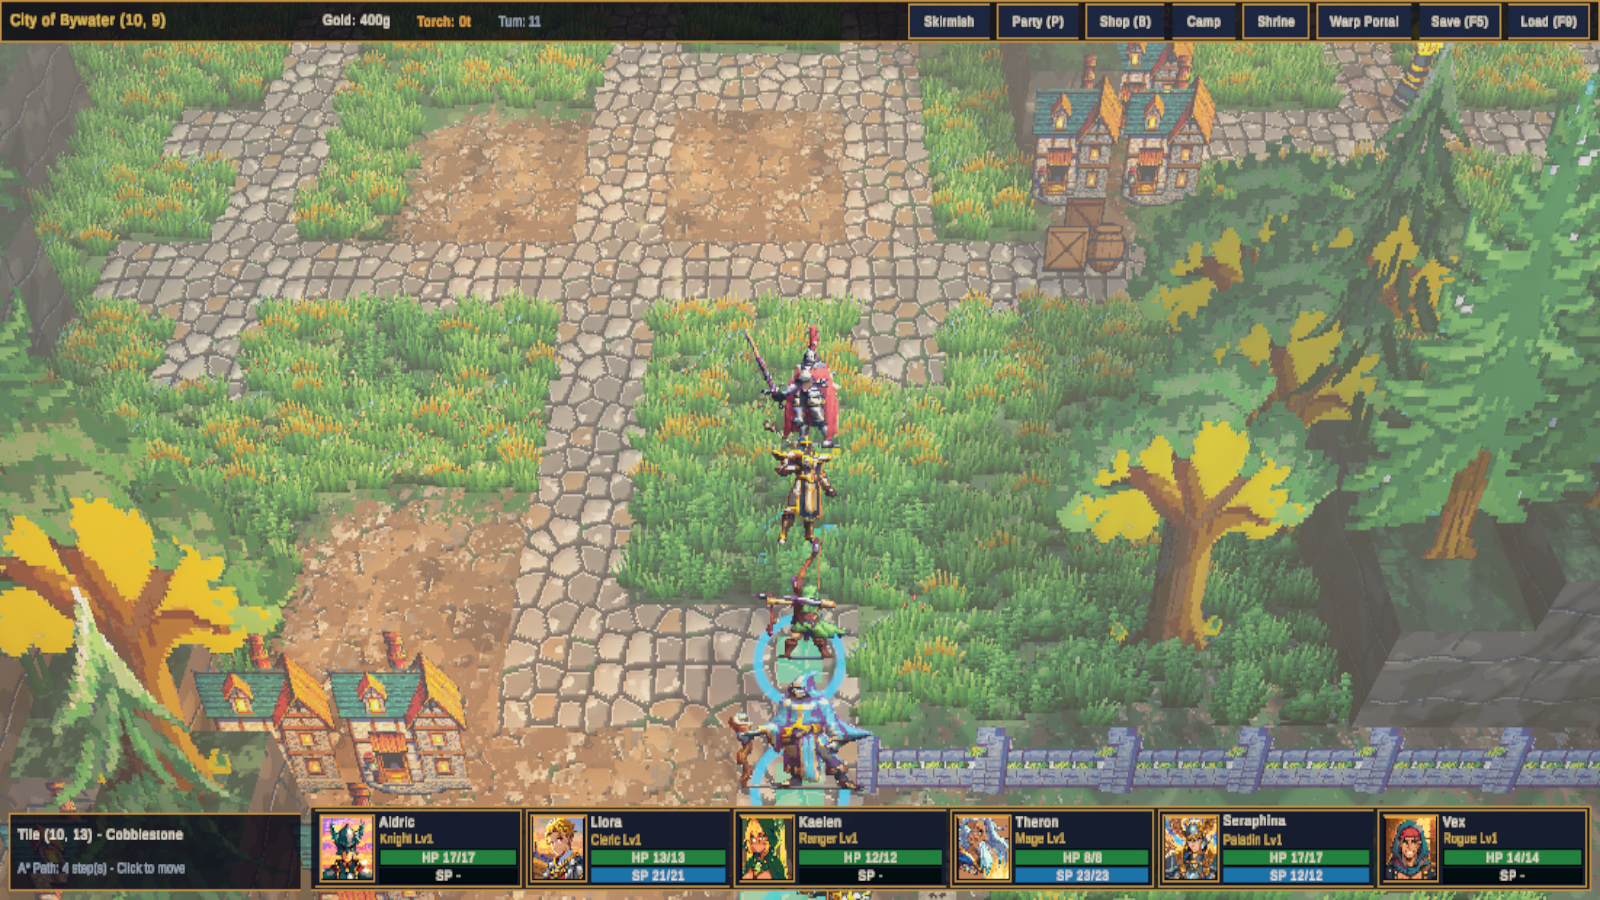 City of Bywater (10, 9)
Gold: 400g
Torch: 0t
Turn: 11
Skirmish
Party (P)
Shop (B)
Camp
Shrine
Warp Portal
Save (F5)
Load (F9)
Tile (10, 13) - Cobblestone
A* Path: 4 step(s) - Click to move
Aldric
Knight Lv1
HP 17/17
SP -
Liora
Cleric Lv1
HP 13/13
SP 21/21
Kaelen
Ranger Lv1
HP 12/12
SP -
Theron
Mage Lv1
HP 8/8
SP 23/23
Seraphina
Paladin Lv1
HP 17/17
SP 12/12
Vex
Rogue Lv1
HP 14/14
SP -